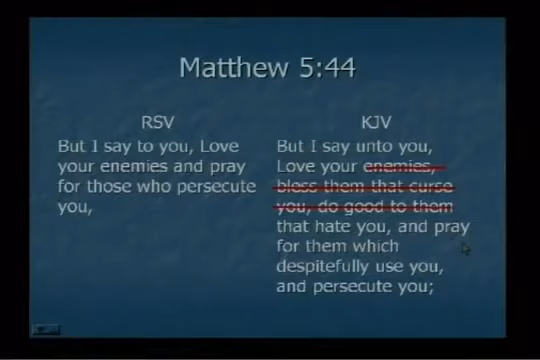 Matthew 5:44
RSV
But I say to you, Love
your enemies and pray
for those who persecute
you,
KJV
But I say unto you,
Love your enemies,
bless them that curse
you, do good to them
that hate you, and pray
for them which
despitefully use you,
and persecute you;